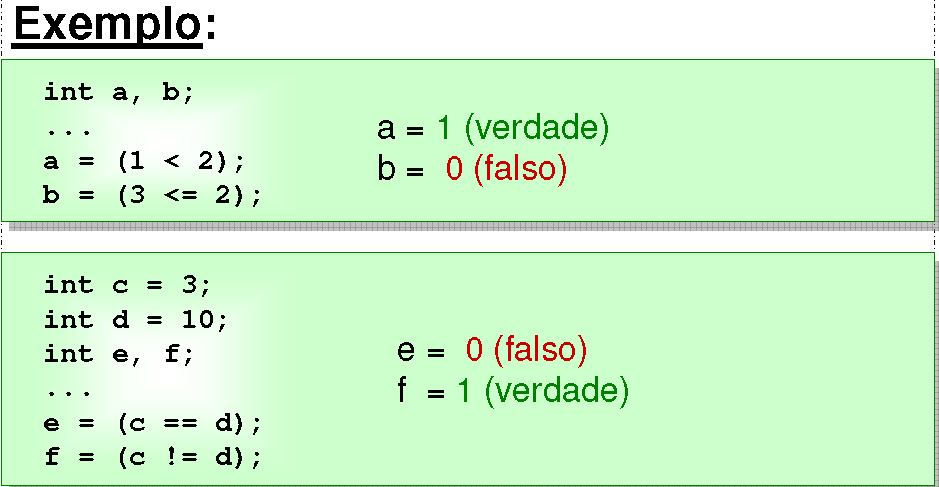 Exemplo:
int a, b;
...
a = (1 < 2);
b = (3 <= 2);
a = 1 (verdade)
b = 0 (falso)
int c = 3;
int d = 10;
int e, f;
...
e = (c == d);
f = (c != d);
e = 0 (falso)
f = 1 (verdade)